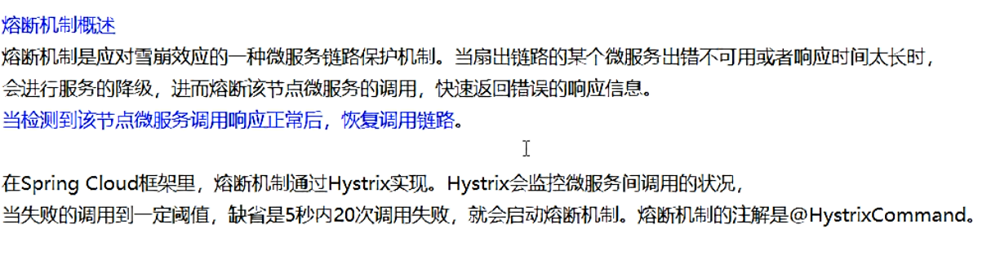 熔断机制概述
熔断机制是应对雪崩效应的一种微服务链路保护机制。当扇出链路的某个微服务出错不可用或者响应时间太长时，
会进行服务的降级，进而熔断该节点微服务的调用，快速返回错误的响应信息。
当检测到该节点微服务调用响应正常后，恢复调用链路。
在Spring Cloud框架里，熔断机制通过Hystrix实现。Hystrix会监控微服务间调用的状况，
当失败的调用到一定阈值，缺省是5秒内20次调用失败，就会启动熔断机制。熔断机制的注解是@HystrixCommand。